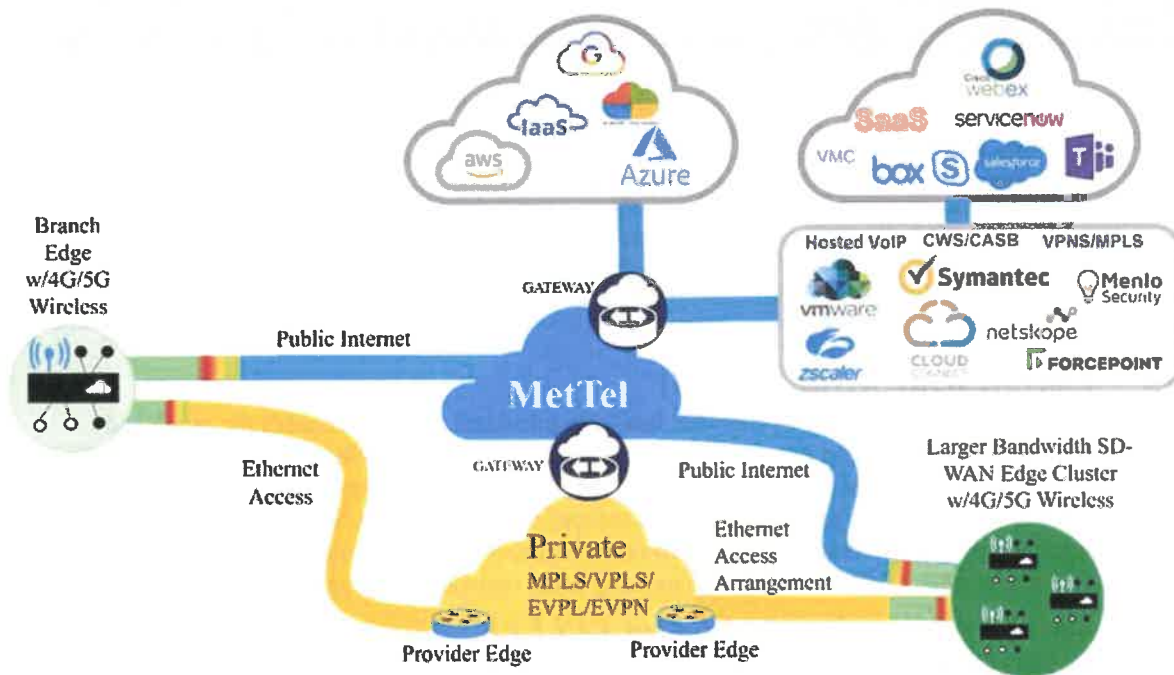 G
IaaS
aws
Azure
Cisco
webex
SaaS
servicenow
VMC
box
S
salesforce
T
Branch
Edge
w/4G/5G
Wireless
Hosted VoIP CWS/CASB VPNS/MPLS
GATEWAY
vmware
Symantec
Menlo
Security
netskope
zscaler
CLOUD
FORCEPOINT
Public Internet
MetTel
GATEWAY
Ethernet
Access
Public Internet
Larger Bandwidth SD-
WAN Edge Cluster
w/4G/5G Wireless
Ethernet
Access
Arrangement
Private
MPLS/VPLS/
EVPL/EVPN
Provider Edge
Provider Edge